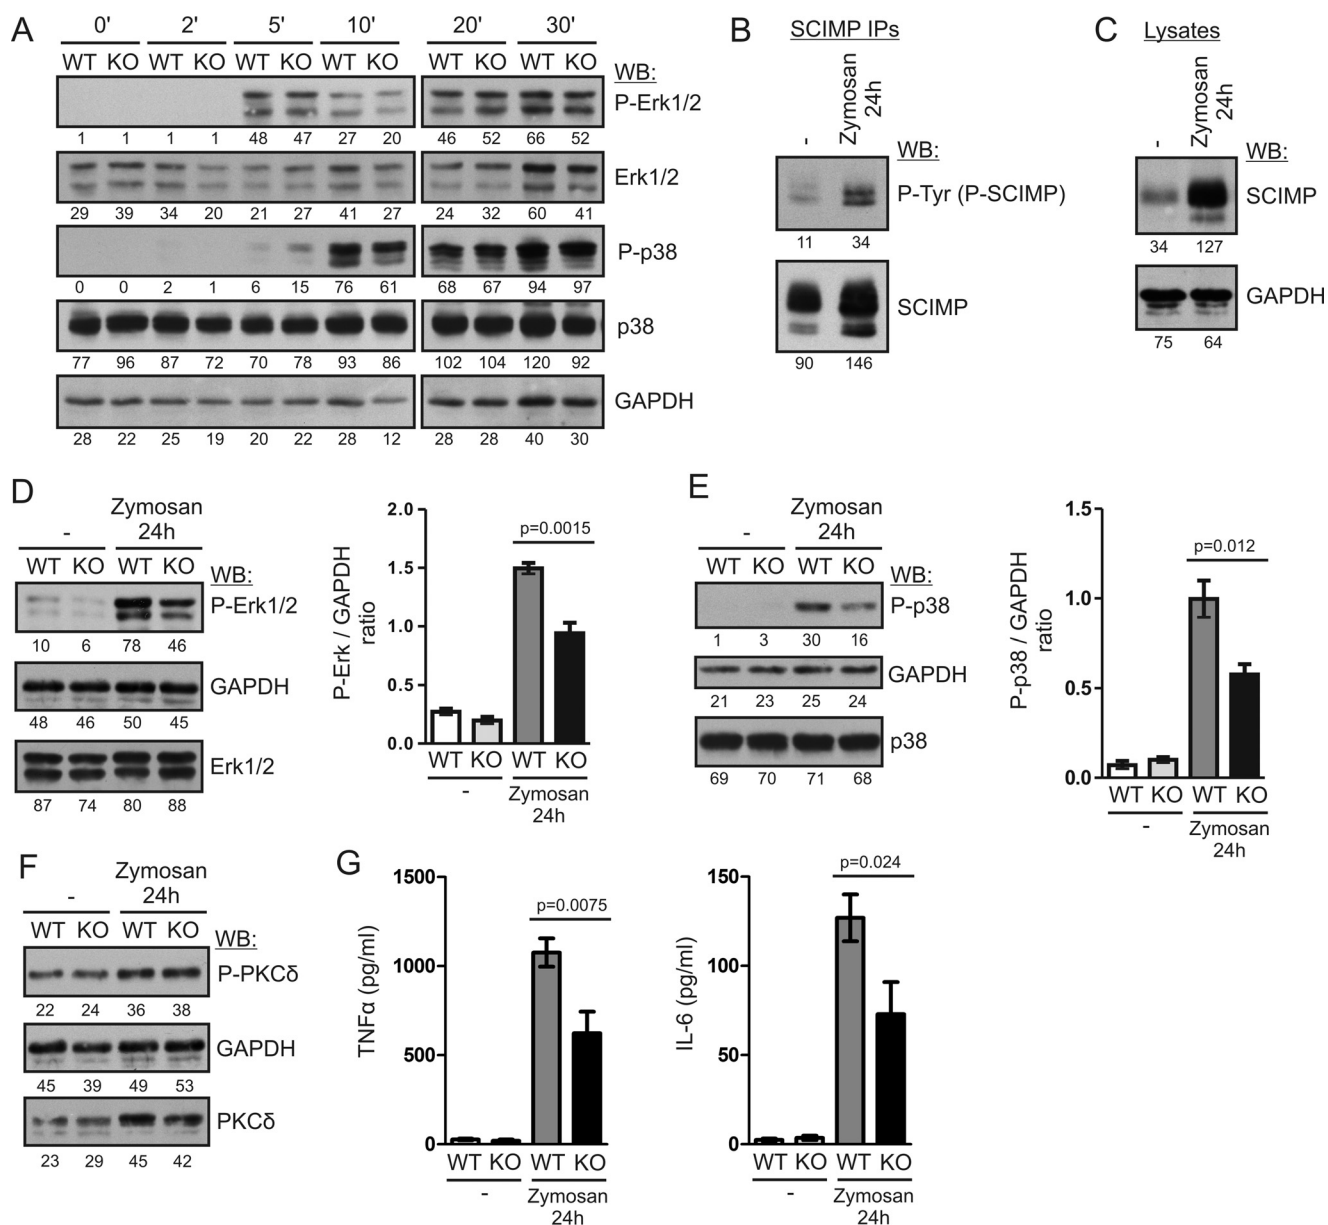 A
0' 2' 5' 10' 20' 30'
WT KO WT KO WT KO WT KO WT KO WT KO
WB:
P-Erk1/2
1 1 1 1 48 47 27 20 46 52 66 52
Erk1/2
29 39 34 20 21 27 41 27 24 32 60 41
P-p38
0 0 2 1 6 15 76 61 68 67 94 97
p38
77 96 87 72 70 78 93 86 102 104 120 92
GAPDH
28 22 25 19 20 22 28 12 28 28 40 30
B
SCIMP IPs
-
Zymosan
24h
WB:
P-Tyr (P-SCIMP)
11 34
SCIMP
90 146
C
Lysates
-
Zymosan
24h
WB:
SCIMP
34 127
GAPDH
75 64
D
-
Zymosan
24h
WT KO WT KO
WB:
P-Erk1/2
10 6 78 46
GAPDH
48 46 50 45
Erk1/2
87 74 80 88
P-Erk / GAPDH
ratio
2.0
1.5
1.0
0.5
0.0
p=0.0015
WT KO WT KO
-
Zymosan
24h
E
-
Zymosan
24h
WT KO WT KO
WB:
P-p38
1 3 30 16
GAPDH
21 23 25 24
p38
69 70 71 68
P-p38 / GAPDH
ratio
1.5
1.0
0.5
0.0
p=0.012
WT KO WT KO
-
Zymosan
24h
F
-
Zymosan
24h
WT KO WT KO
WB:
P-PKCδ
22 24 36 38
GAPDH
45 39 49 53
PKCδ
23 29 45 42
G
TNFα (pg/ml)
1500
1000
500
0
p=0.0075
WT KO WT KO
-
Zymosan
24h
IL-6 (pg/ml)
150
100
50
0
p=0.024
WT KO WT KO
-
Zymosan
24h